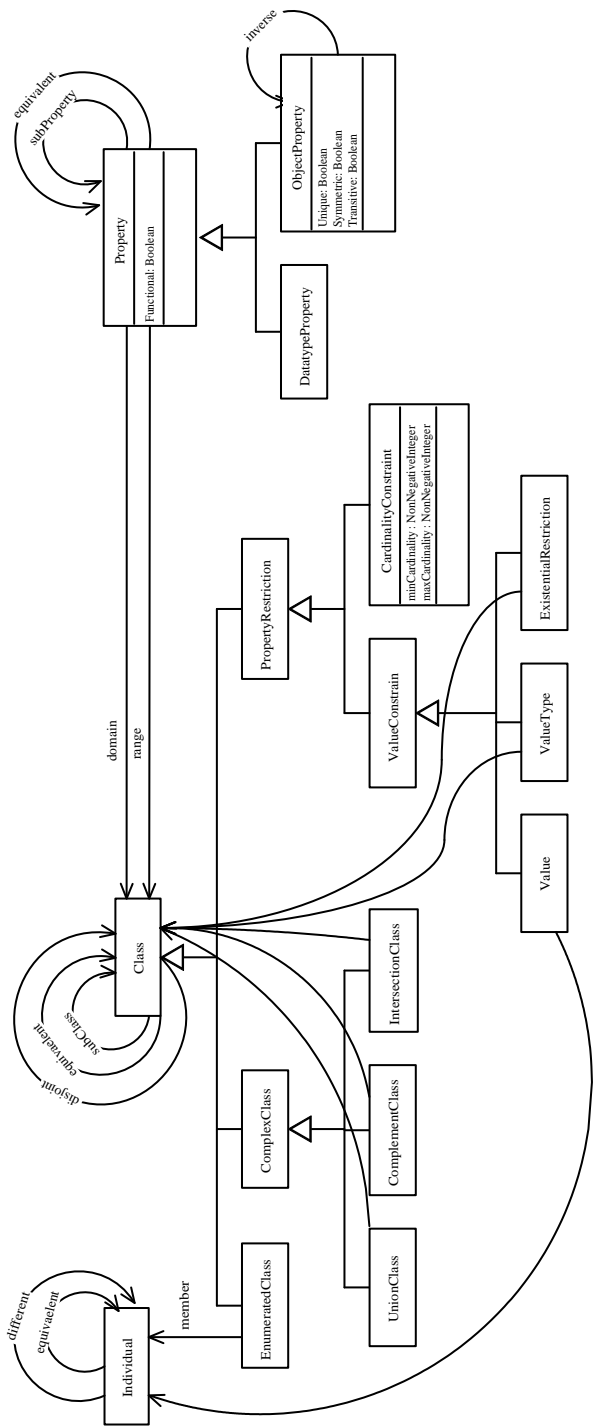 different
equivaelent
Individual
member
EnumeratedClass
disjoint
equivaelent
subClass
Class
ComplexClass
UnionClass
ComplementClass
IntersectionClass
domain
range
PropertyRestriction
ValueConstrain
CardinalityConstraint
minCardinality : NonNegativeInteger
maxCardinality : NonNegativeInteger
Value
ValueType
ExistentialRestriction
equivalent
subProperty
Property
Functional: Boolean
DatatypeProperty
inverse
ObjectProperty
Unique: Boolean
Symmetric: Boolean
Transitive: Boolean